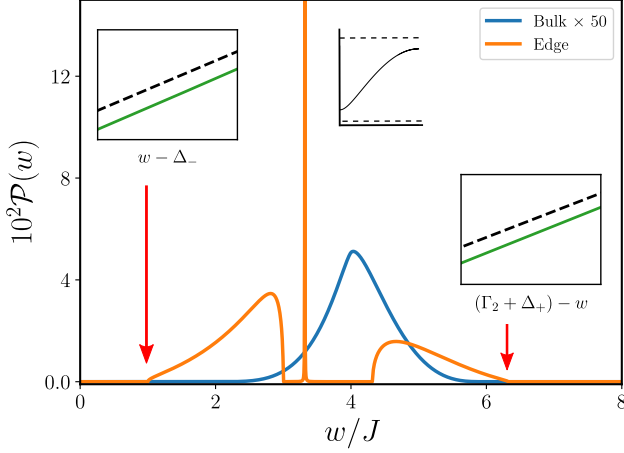 Bulk × 50
Edge
12
8
4
0.0
10²𝒫(w)
w − Δ₋
(Γ₂ + Δ₊) − w
0 2 4 6 8
w/J